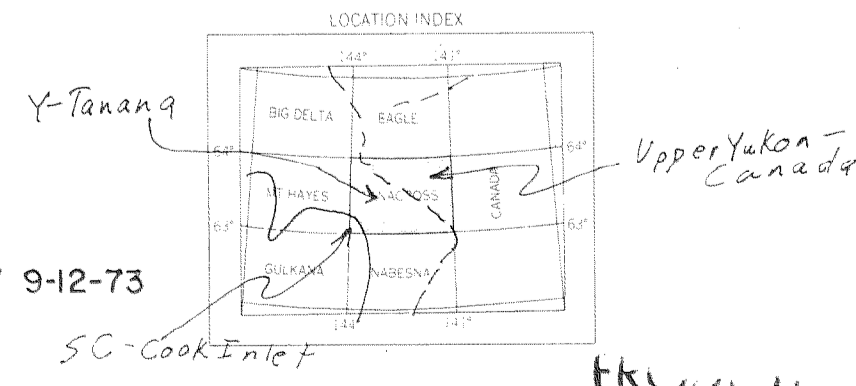 LOCATION INDEX
144° 141°
Y-Tanana
BIG DELTA EAGLE
64° 64°
Upper Yukon-
Canada
MT HAYES TANACROSS CANADA
63° 63°
GULKANA NABESNA
9-12-73
144° 141°
SC-Cook Inlet